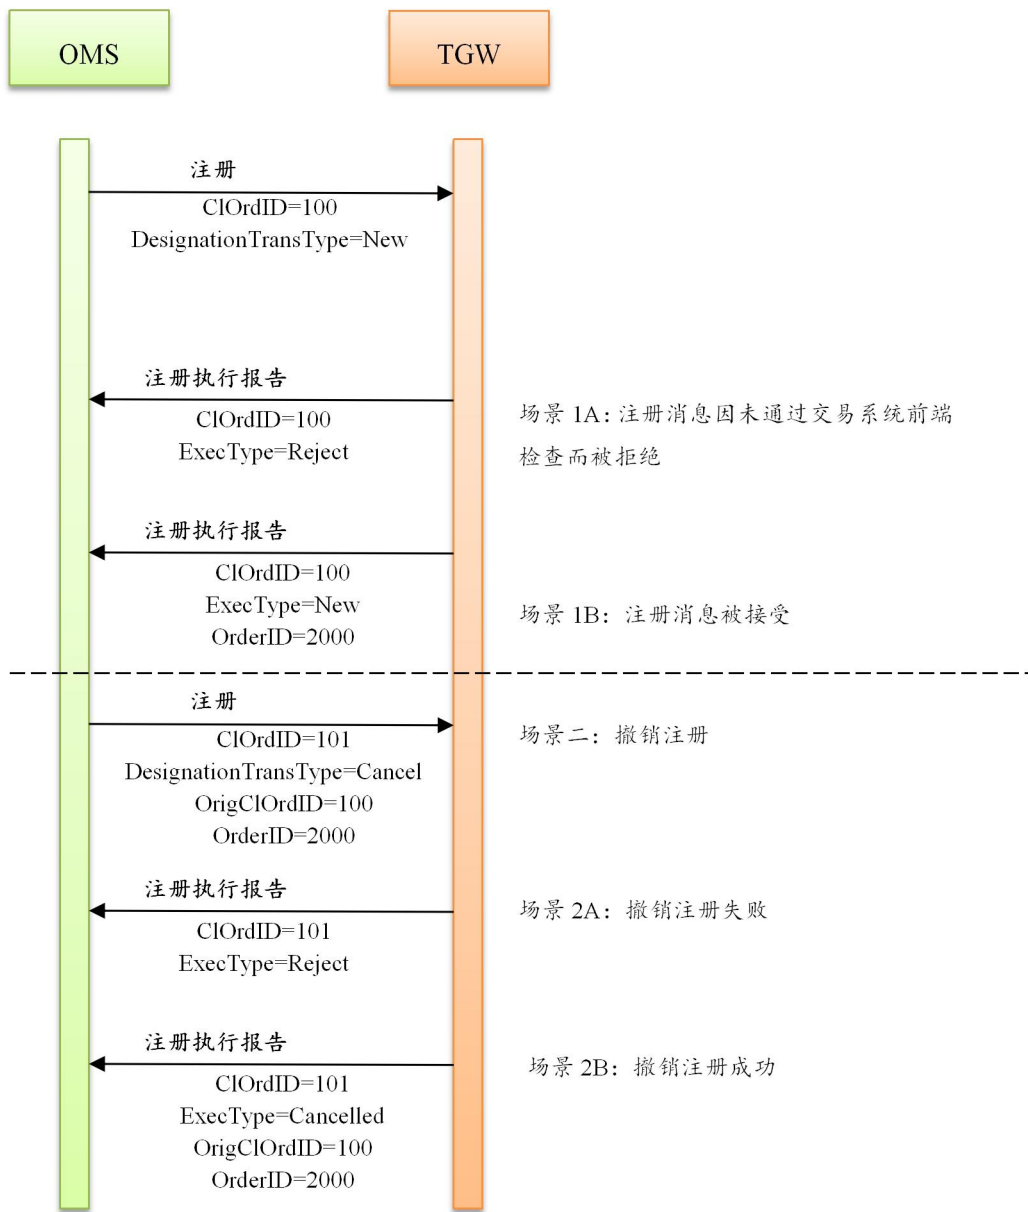 OMS
TGW
注册
ClOrdID=100
DesignationTransType=New
注册执行报告
ClOrdID=100
ExecType=Reject
场景 1A：注册消息因未通过交易系统前端
检查而被拒绝
注册执行报告
ClOrdID=100
ExecType=New
OrderID=2000
场景 1B：注册消息被接受
注册
ClOrdID=101
DesignationTransType=Cancel
OrigClOrdID=100
OrderID=2000
场景二：撤销注册
注册执行报告
ClOrdID=101
ExecType=Reject
场景 2A：撤销注册失败
注册执行报告
ClOrdID=101
ExecType=Cancelled
OrigClOrdID=100
OrderID=2000
场景 2B：撤销注册成功